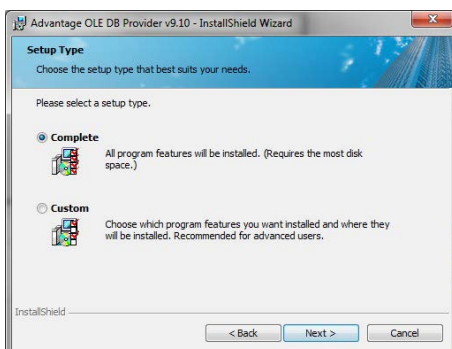 Advantage OLE DB Provider v9.10 - InstallShield Wizard
Setup Type
Choose the setup type that best suits your needs.
Please select a setup type.
Complete
All program features will be installed. (Requires the most disk
space.)
Custom
Choose which program features you want installed and where they
will be installed. Recommended for advanced users.
InstallShield
< Back Next > Cancel